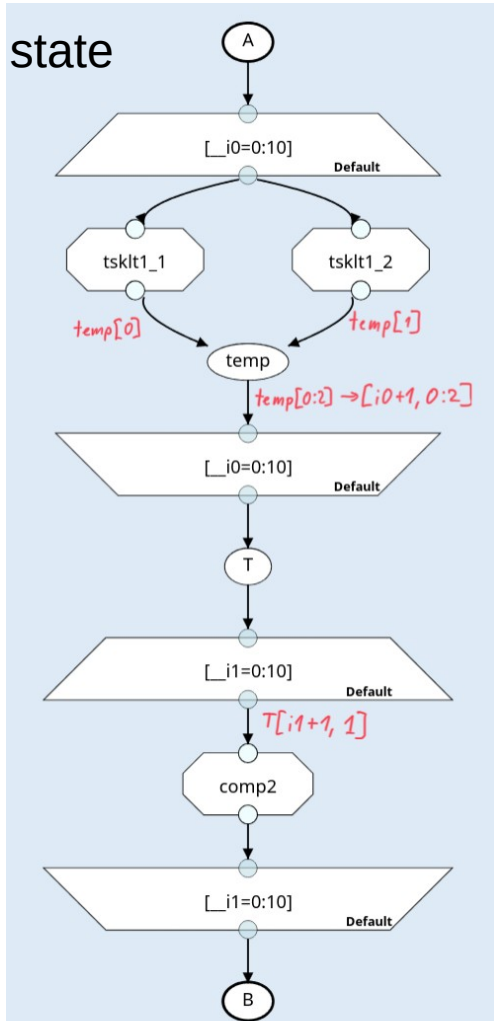 state
A
[__i0=0:10]
Default
tsklt1_1
tsklt1_2
temp[0]
temp[1]
temp
temp[0:2] →[i0+1, 0:2]
[__i0=0:10]
Default
T
[__i1=0:10]
Default
T[i1+1, 1]
comp2
[__i1=0:10]
Default
B